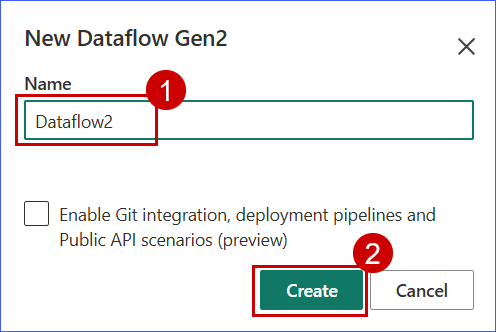 New Dataflow Gen2
Name
1
Dataflow2
Enable Git integration, deployment pipelines and
Public API scenarios (preview)
2
Create
Cancel